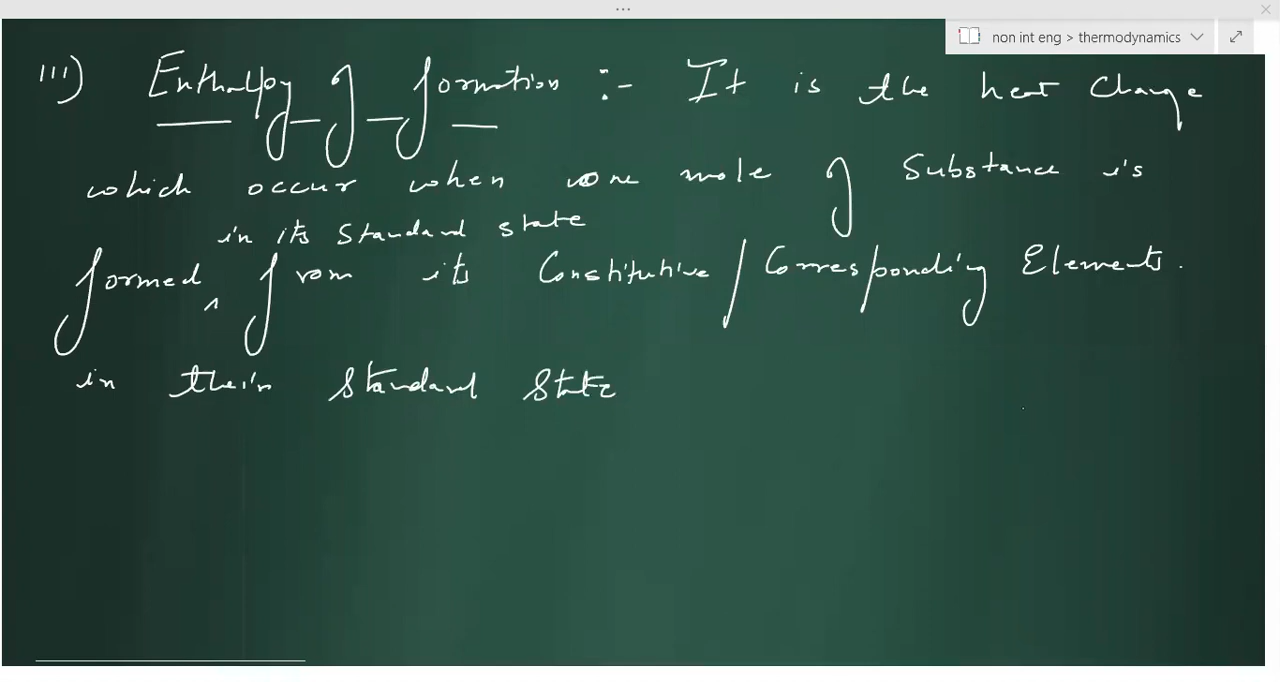 non int eng > thermodynamics
III) Enthalpy of formation :- It is the heat change
which occur when one mole of Substance is
in its standard state
formed ^ from its Constitutive / Corresponding Elements.
in their standard state